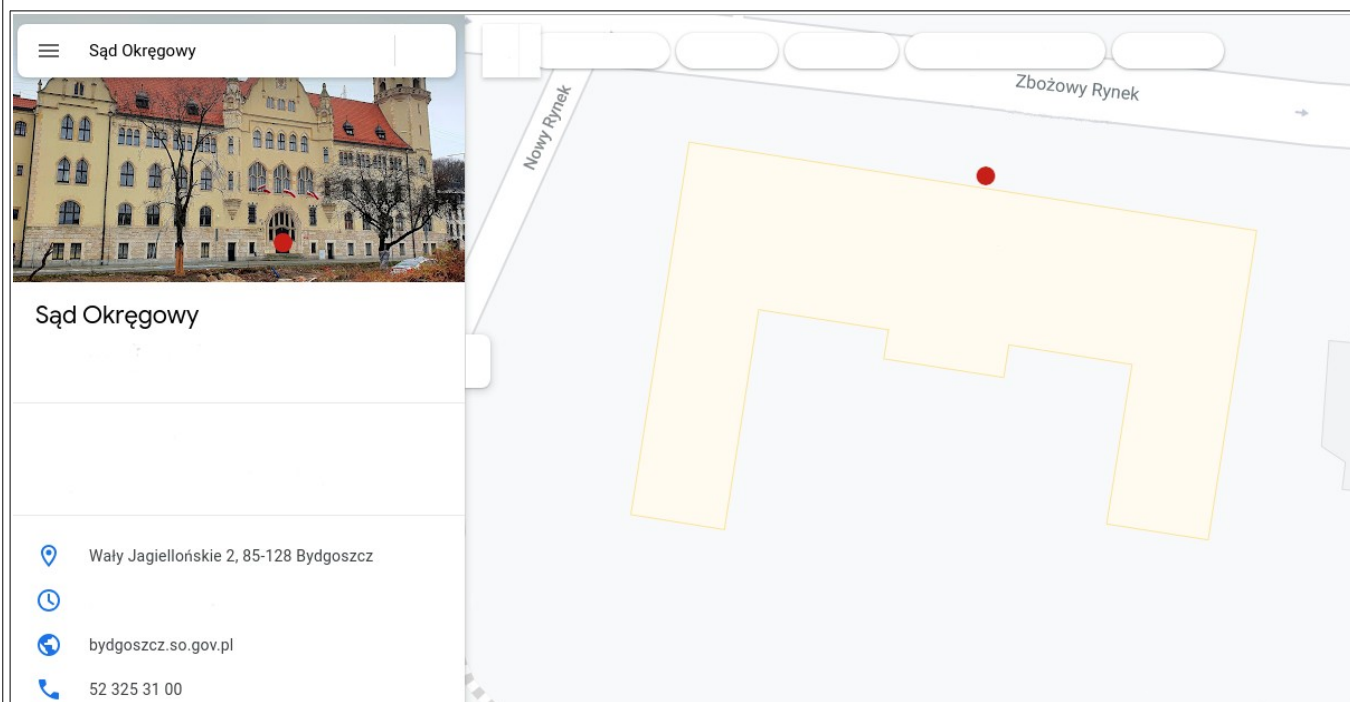 Sąd Okręgowy
Zbożowy Rynek
Nowy Rynek
Sąd Okręgowy
Wały Jagiellońskie 2, 85-128 Bydgoszcz
bydgoszcz.so.gov.pl
52 325 31 00